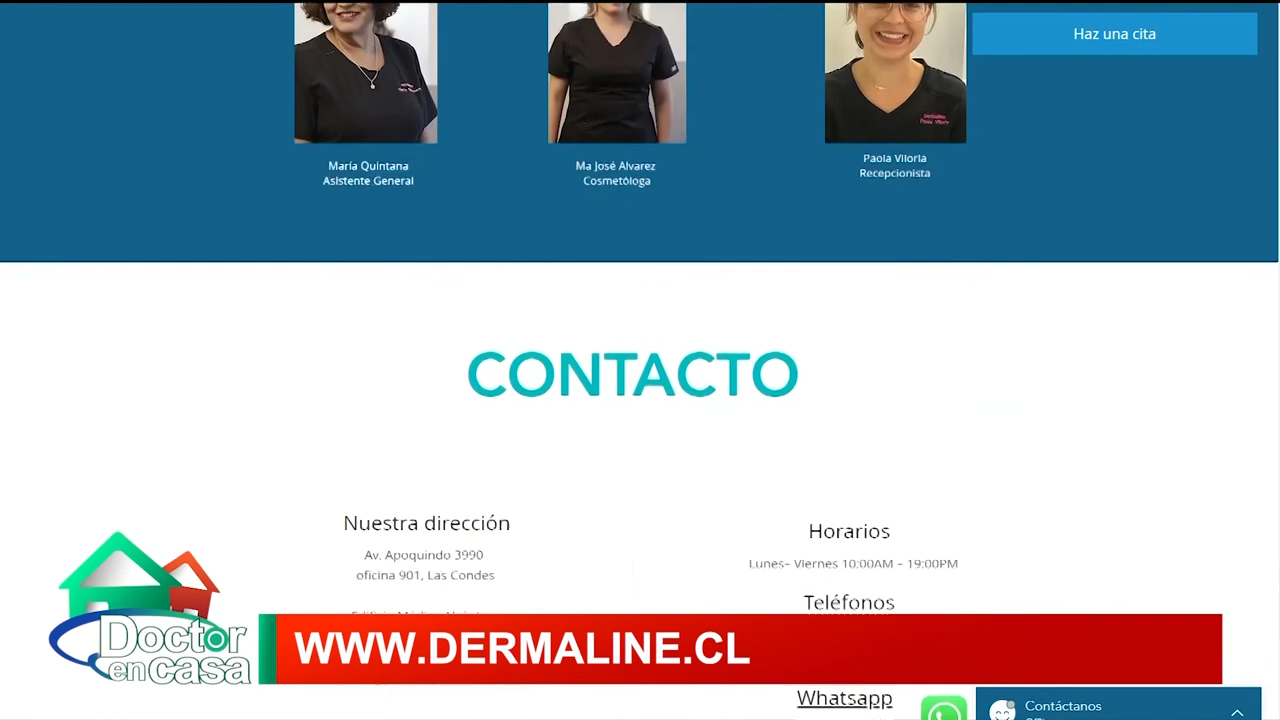 Haz una cita
María Quintana
Asistente General
Ma José Alvarez
Cosmetóloga
Paola Viloria
Recepcionista
CONTACTO
Nuestra dirección
Av. Apoquindo 3990
oficina 901, Las Condes
Horarios
Lunes- Viernes 10:00AM - 19:00PM
Teléfonos
Doctor
en casa
WWW.DERMALINE.CL
Whatsapp
Contáctanos